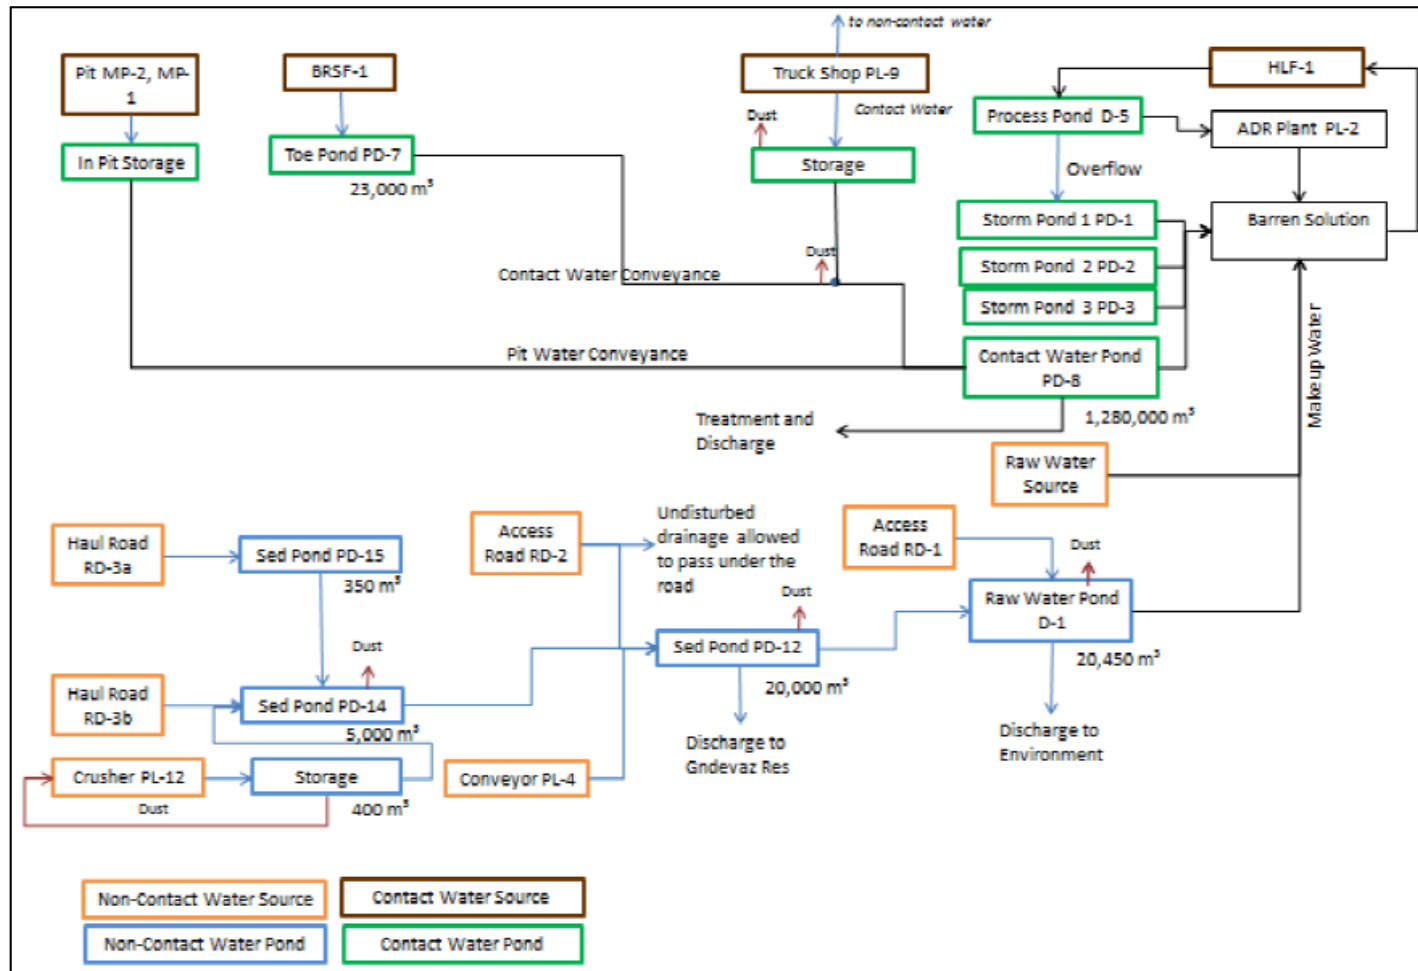 to non-contact water
Pit MP-2, MP-
1
BRSF-1
Truck Shop PL-9
HLF-1
Contact Water
Dust
Process Pond D-5
ADR Plant PL-2
In Pit Storage
Toe Pond PD-7
23,000 m³
Storage
Overflow
Storm Pond 1 PD-1
Barren Solution
Dust
Contact Water Conveyance
Storm Pond 2 PD-2
Storm Pond 3 PD-3
Pit Water Conveyance
Contact Water Pond
PD-8
1,280,000 m³
Makeup Water
Treatment and
Discharge
Raw Water
Source
Haul Road
RD-3a
Sed Pond PD-15
350 m³
Access
Road RD-2
Undisturbed
drainage allowed
to pass under the
road
Access
Road RD-1
Dust
Raw Water Pond
D-1
20,450 m³
Dust
Sed Pond PD-12
20,000 m³
Dust
Haul Road
RD-3b
Sed Pond PD-14
5,000 m³
Discharge to
Gndevaz Res
Discharge to
Environment
Crusher PL-12
Storage
400 m³
Dust
Conveyor PL-4
Non-Contact Water Source
Contact Water Source
Non-Contact Water Pond
Contact Water Pond